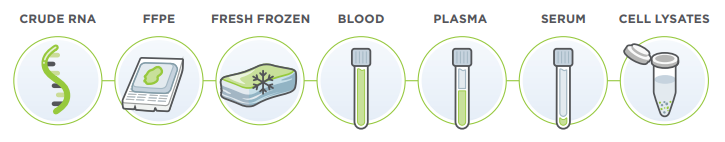 CRUDE RNA FFPE FRESH FROZEN BLOOD PLASMA SERUM CELL LYSATES